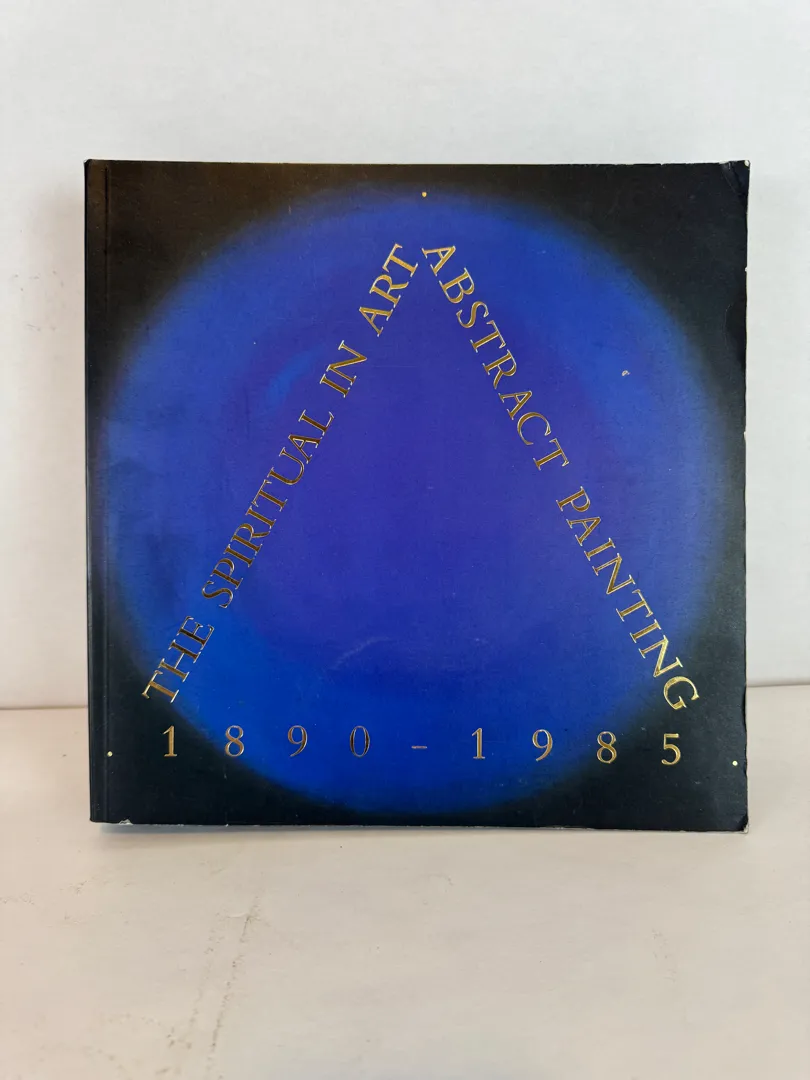 THE SPIRITUAL IN ART
ABSTRACT PAINTING
1890-1985